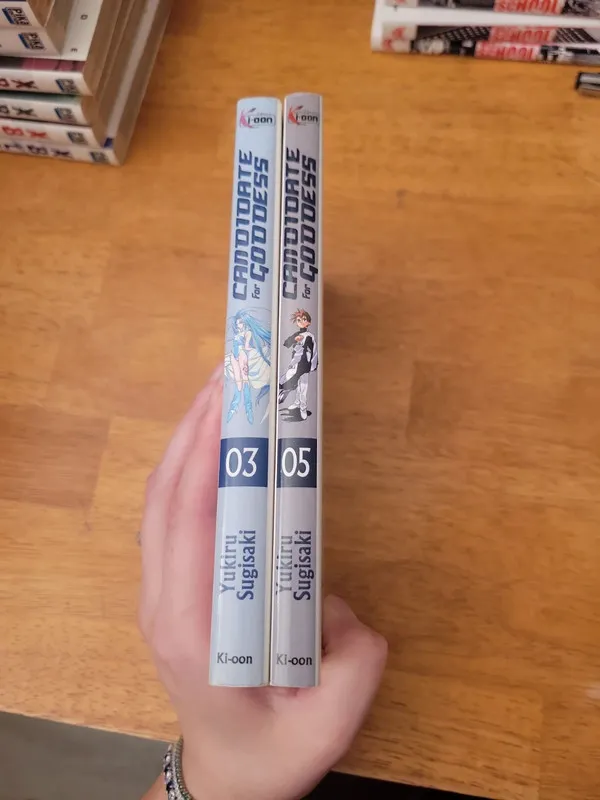 Ki-oon
CANDIDATE
For GODDESS
03
Yukiru
Sugisaki
Ki-oon
Ki-oon
CANDIDATE
For GODDESS
05
Yukiru
Sugisaki
Ki-oon